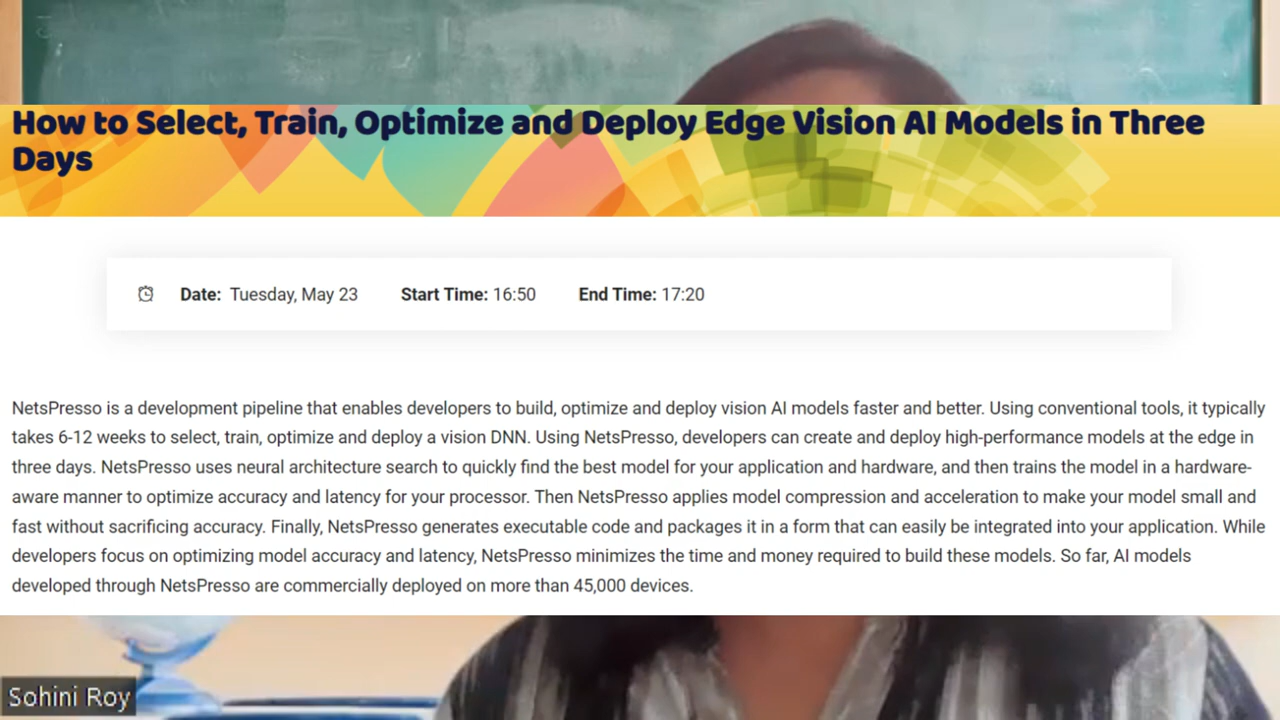 How to Select, Train, Optimize and Deploy Edge Vision AI Models in Three
Days
Date: Tuesday, May 23 Start Time: 16:50 End Time: 17:20
NetsPresso is a development pipeline that enables developers to build, optimize and deploy vision AI models faster and better. Using conventional tools, it typically
takes 6-12 weeks to select, train, optimize and deploy a vision DNN. Using NetsPresso, developers can create and deploy high-performance models at the edge in
three days. NetsPresso uses neural architecture search to quickly find the best model for your application and hardware, and then trains the model in a hardware-
aware manner to optimize accuracy and latency for your processor. Then NetsPresso applies model compression and acceleration to make your model small and
fast without sacrificing accuracy. Finally, NetsPresso generates executable code and packages it in a form that can easily be integrated into your application. While
developers focus on optimizing model accuracy and latency, NetsPresso minimizes the time and money required to build these models. So far, AI models
developed through NetsPresso are commercially deployed on more than 45,000 devices.
Sohini Roy